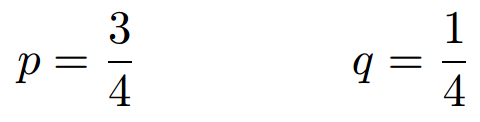 p = 3/4 q = 1/4